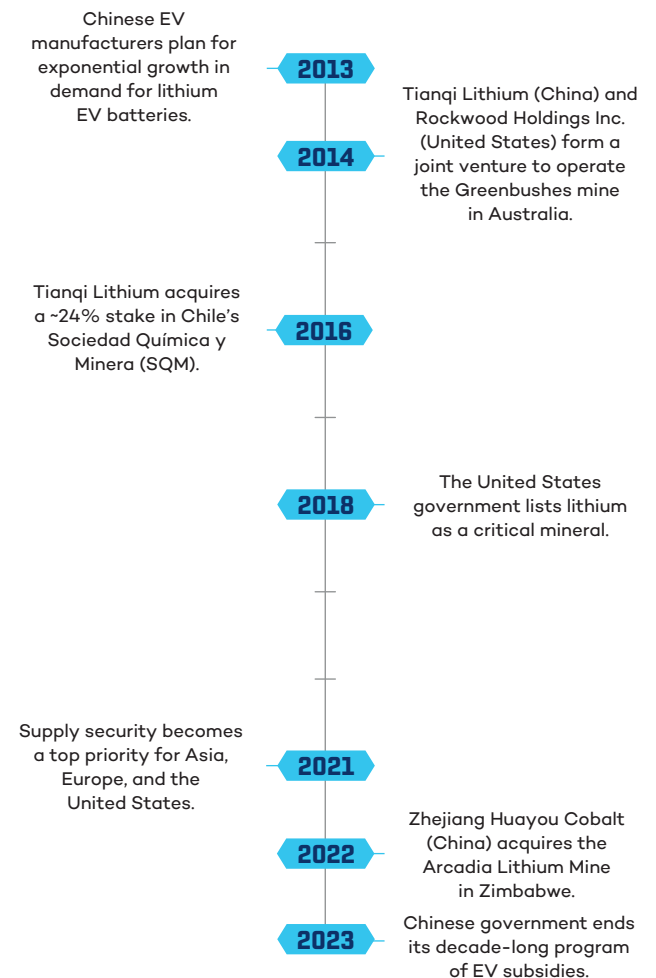 Chinese EV
manufacturers plan for
exponential growth in
demand for lithium
EV batteries.
2013
2014
Tianqi Lithium (China) and
Rockwood Holdings Inc.
(United States) form a
joint venture to operate
the Greenbushes mine
in Australia.
Tianqi Lithium acquires
a ~24% stake in Chile’s
Sociedad Química y
Minera (SQM).
2016
2018
The United States
government lists lithium
as a critical mineral.
Supply security becomes
a top priority for Asia,
Europe, and the
United States.
2021
2022
Zhejiang Huayou Cobalt
(China) acquires the
Arcadia Lithium Mine
in Zimbabwe.
2023
Chinese government ends
its decade-long program
of EV subsidies.